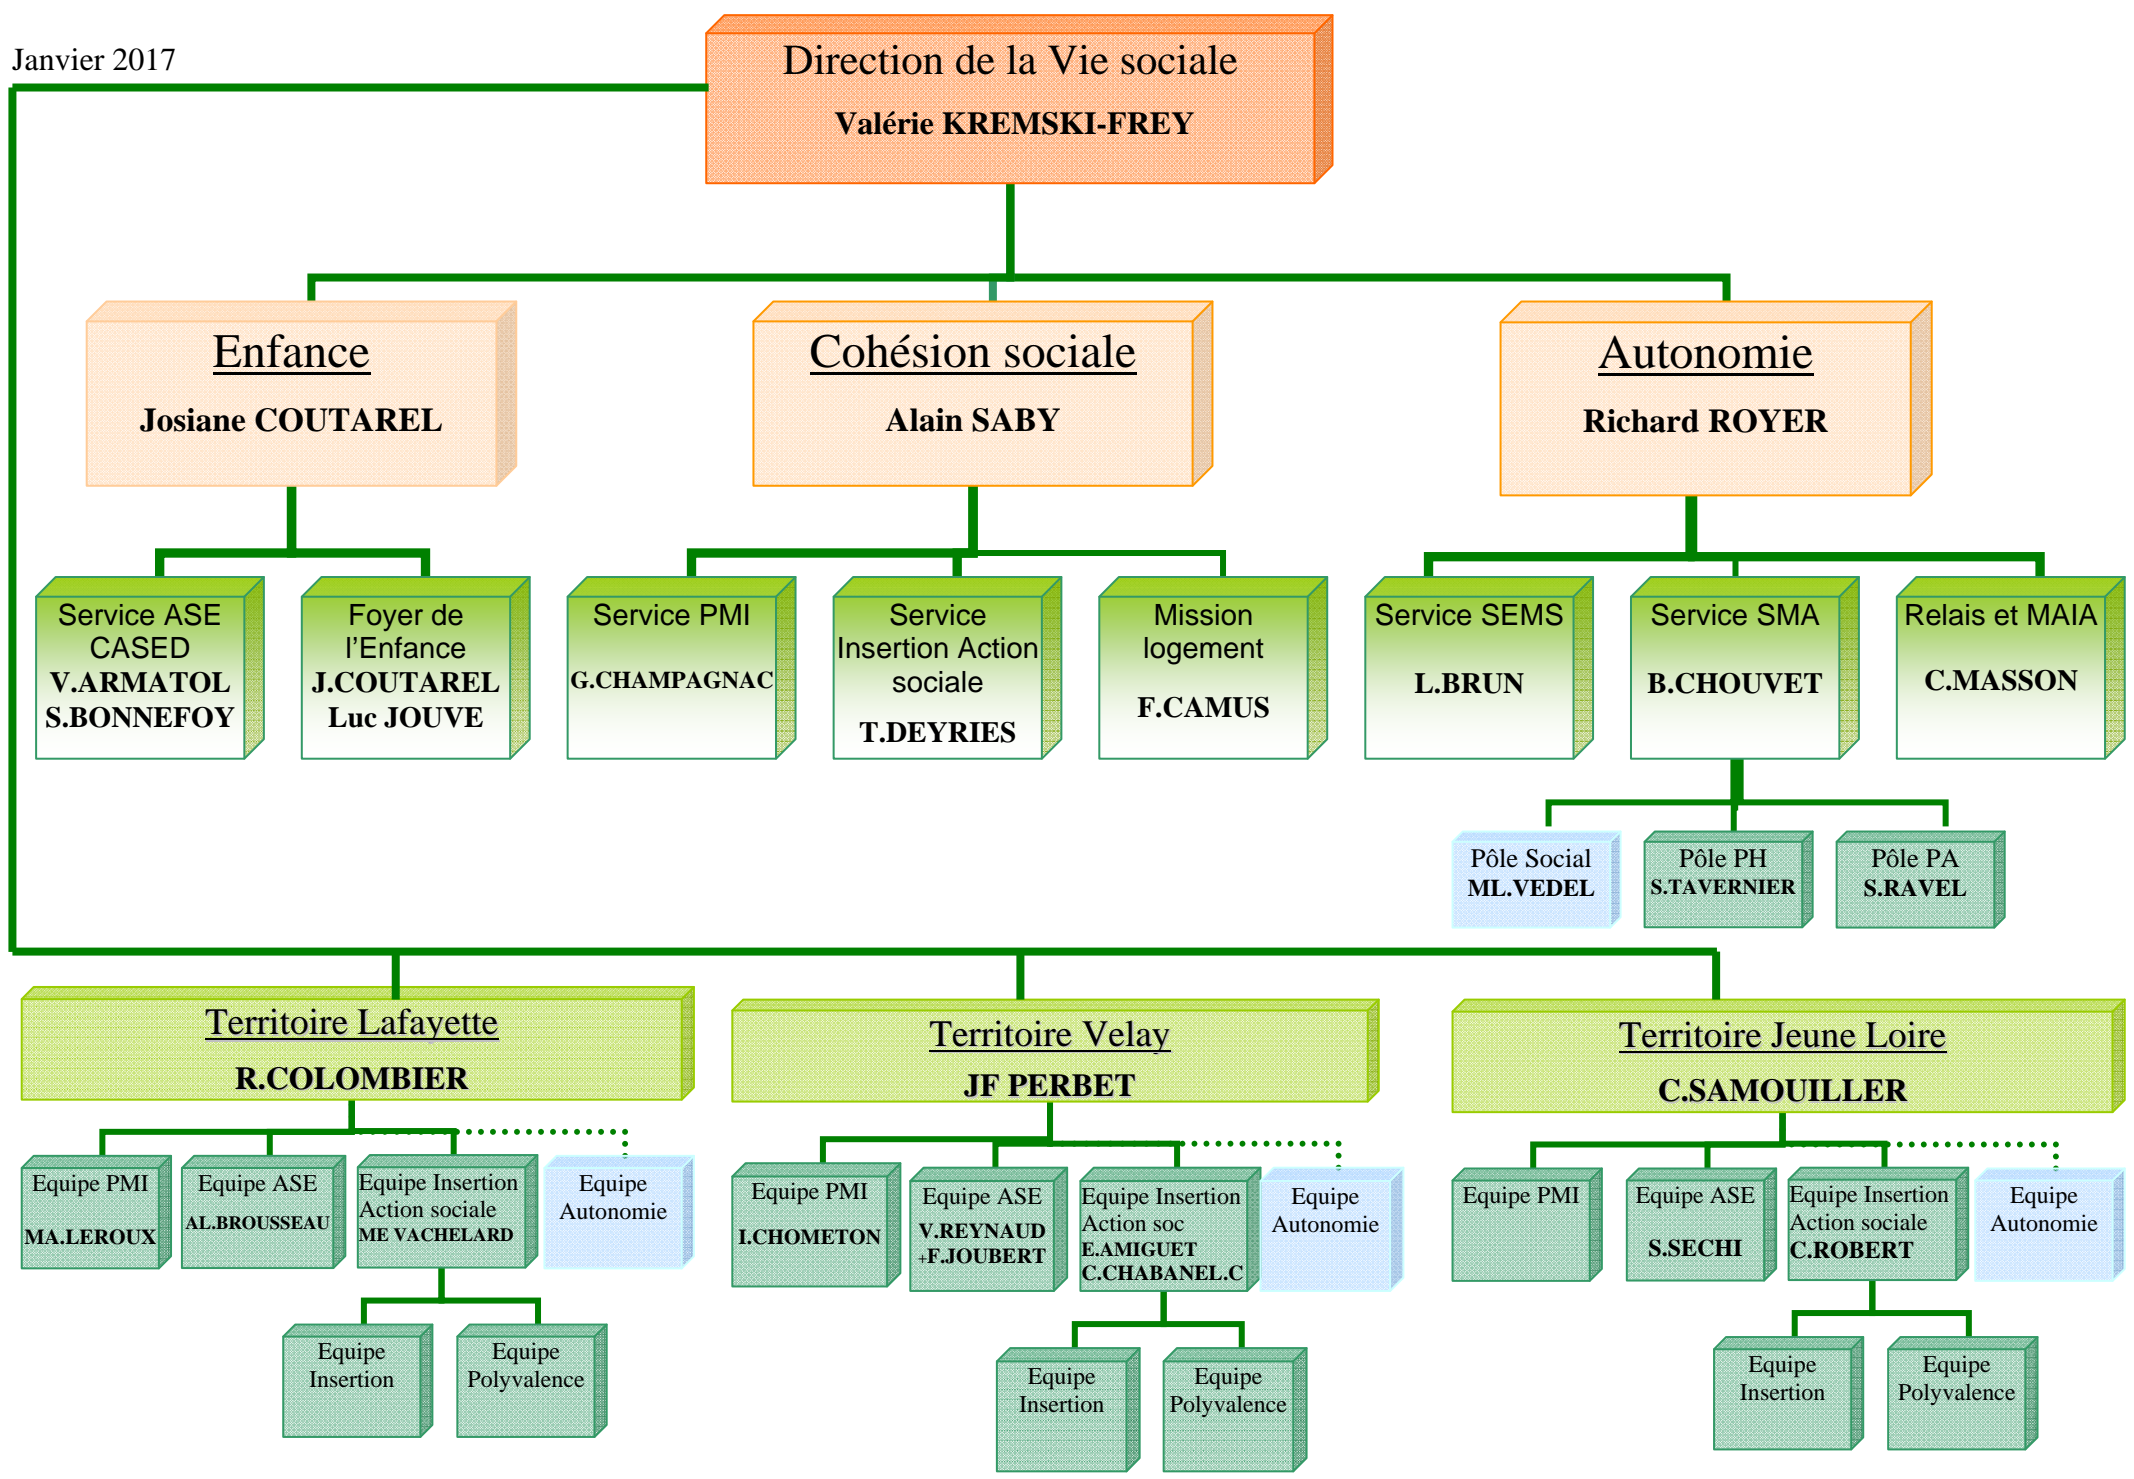 Janvier 2017
Direction de la Vie sociale
Valérie KREMSKI-FREY
Enfance
Josiane COUTAREL
Cohésion sociale
Alain SABY
Autonomie
Richard ROYER
Service ASE
CASED
V.ARMATOL
S.BONNEFOY
Foyer de
l'Enfance
J.COUTAREL
Luc JOUVE
Service PMI
G.CHAMPAGNAC
Service
Insertion Action
sociale
T.DEYRIES
Mission
logement
F.CAMUS
Service SEMS
L.BRUN
Service SMA
B.CHOUVET
Relais et MAIA
C.MASSON
Pôle Social
ML.VEDEL
Pôle PH
S.TAVERNIER
Pôle PA
S.RAVEL
Territoire Lafayette
R.COLOMBIER
Territoire Velay
JF PERBET
Territoire Jeune Loire
C.SAMOUILLER
Equipe PMI
MA.LEROUX
Equipe ASE
AL.BROUSSEAU
Equipe Insertion
Action sociale
ME VACHELARD
Equipe
Autonomie
Equipe PMI
I.CHOMETON
Equipe ASE
V.REYNAUD
+F.JOUBERT
Equipe Insertion
Action soc
E.AMIGUET
C.CHABANEL.C
Equipe
Autonomie
Equipe PMI
Equipe ASE
S.SECHI
Equipe Insertion
Action sociale
C.ROBERT
Equipe
Autonomie
Equipe
Insertion
Equipe
Polyvalence
Equipe
Insertion
Equipe
Polyvalence
Equipe
Insertion
Equipe
Polyvalence